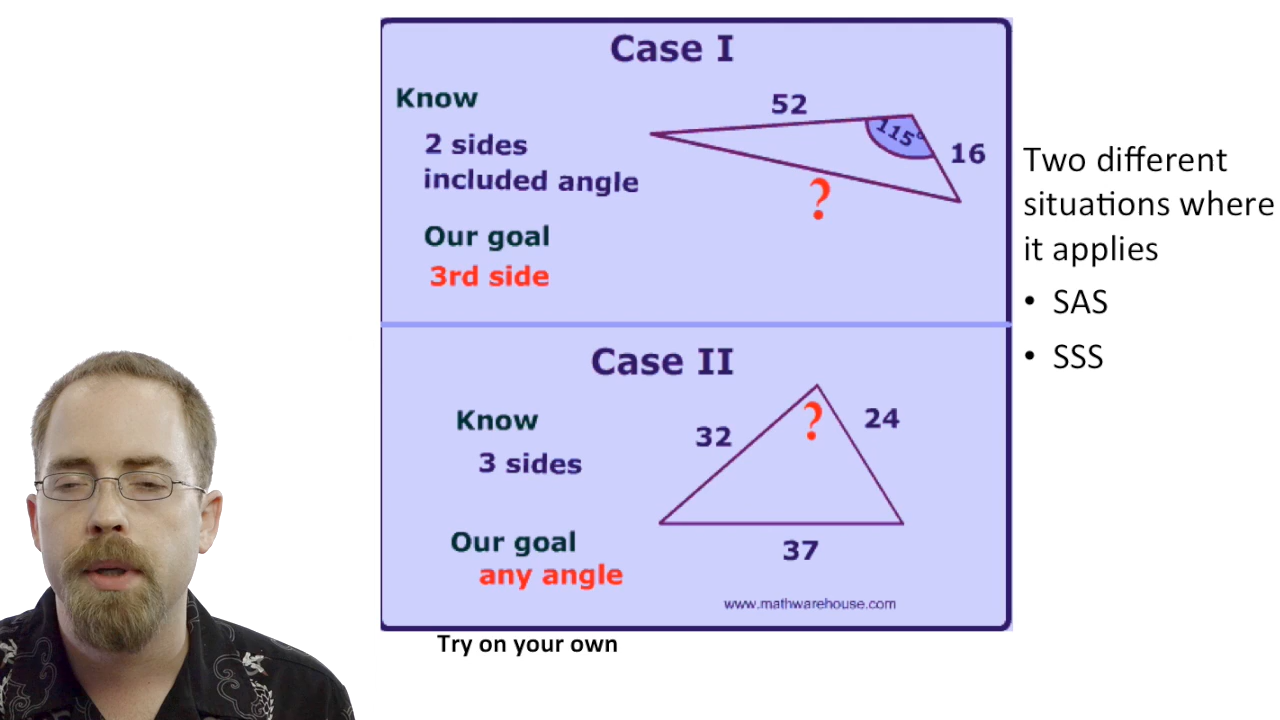 Case I
Know
2 sides
included angle
Our goal
3rd side
52
115°
16
?
Case II
Know
3 sides
Our goal
any angle
32
?
24
37
www.mathwarehouse.com
Try on your own
Two different
situations where
it applies
• SAS
• SSS